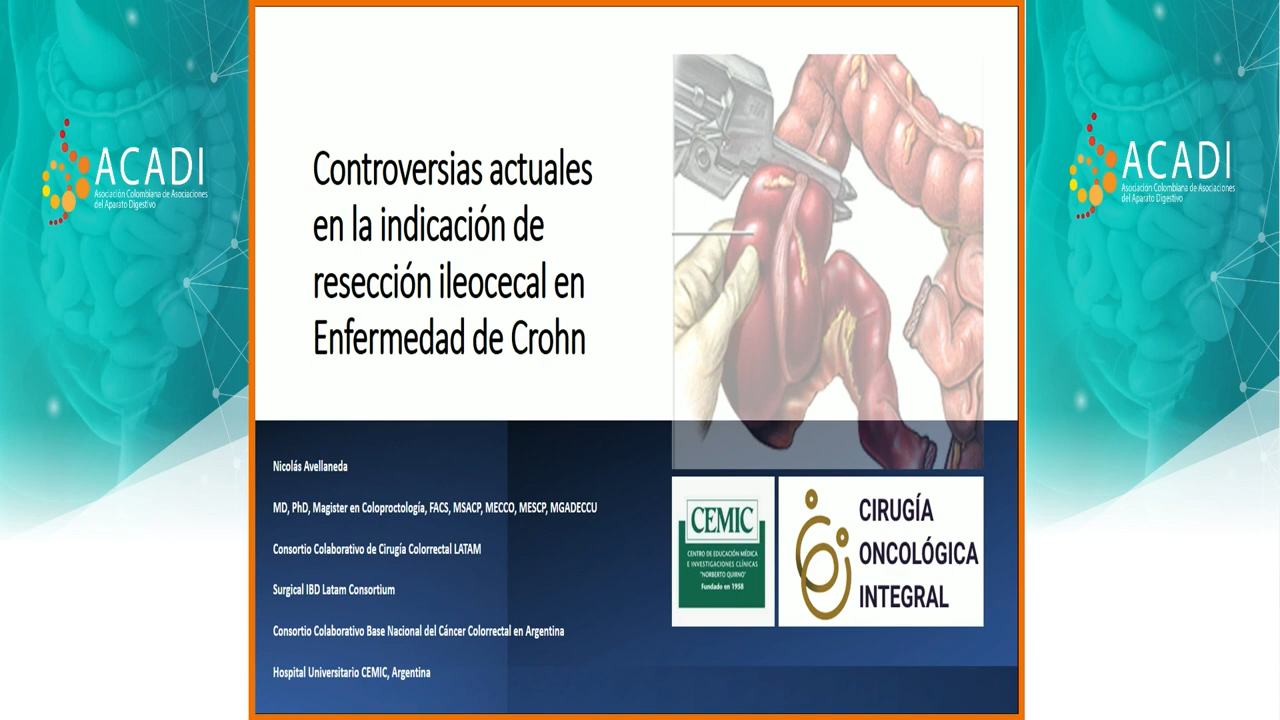 ACADI
Asociación Colombiana de Asociaciones
del Aparato Digestivo
Controversias actuales
en la indicación de
resección ileocecal en
Enfermedad de Crohn
Nicolás Avellaneda
MD, PhD, Magister en Coloproctología, FACS, MSACP, MECCO, MESCP, MGADECCU
Consortio Colaborativo de Cirugía Colorrectal LATAM
Surgical IBD Latam Consortium
Consortio Colaborativo Base Nacional del Cáncer Colorrectal en Argentina
Hospital Universitario CEMIC, Argentina
CEMIC
CENTRO DE EDUCACIÓN MÉDICA
E INVESTIGACIONES CLÍNICAS
"NORBERTO QUIRNO"
Fundado en 1958
CIRUGÍA
ONCOLÓGICA
INTEGRAL
ACADI
Asociación Colombiana de Asociaciones
del Aparato Digestivo